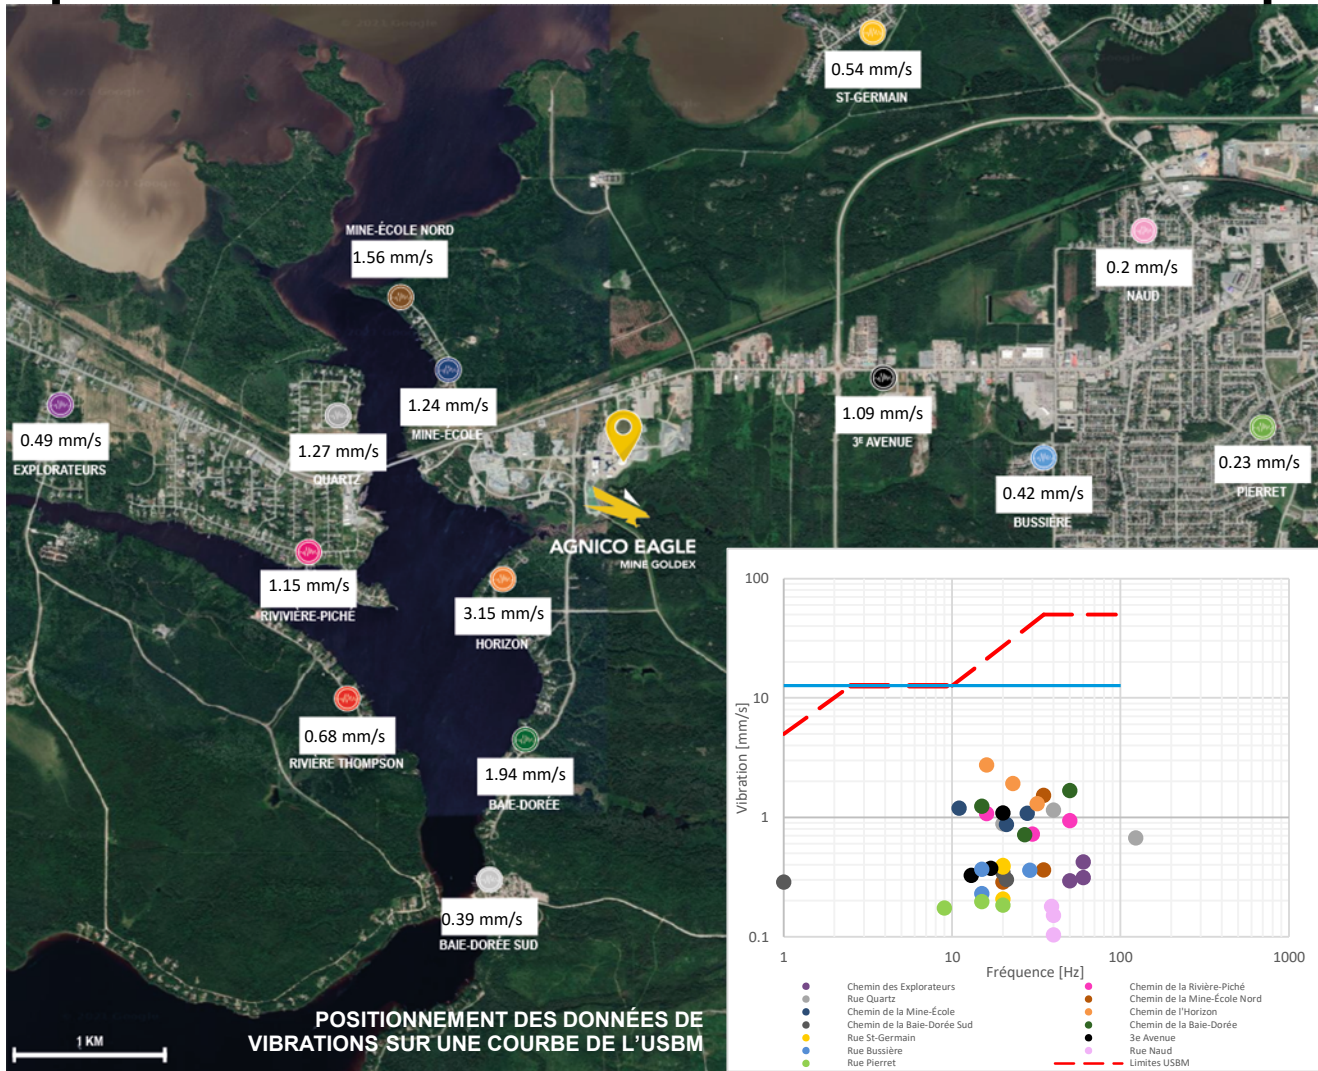 0.54 mm/s
ST-GERMAIN
MINE-ÉCOLE NORD
1.56 mm/s
0.2 mm/s
NAUD
1.24 mm/s
MINE-ÉCOLE
0.49 mm/s
EXPLORATEURS
1.27 mm/s
QUARTZ
1.09 mm/s
3E AVENUE
0.42 mm/s
BUSSIÈRE
0.23 mm/s
PIERRET
AGNICO EAGLE
MINE GOLDEX
1.15 mm/s
RIVIVIÈRE-PICHÉ
3.15 mm/s
HORIZON
0.68 mm/s
RIVIÈRE THOMPSON
1.94 mm/s
BAIE-DORÉE
0.39 mm/s
BAIE-DORÉE SUD
POSITIONNEMENT DES DONNÉES DE
VIBRATIONS SUR UNE COURBE DE L'USBM
1 KM
100
10
1
0.1
Vibration [mm/s]
1 10 100 1000
Fréquence [Hz]
Chemin des Explorateurs Chemin de la Rivière-Piché
Rue Quartz Chemin de la Mine-École Nord
Chemin de la Mine-École Chemin de l'Horizon
Chemin de la Baie-Dorée Sud Chemin de la Baie-Dorée
Rue St-Germain 3e Avenue
Rue Bussière Rue Naud
Rue Pierret Limites USBM